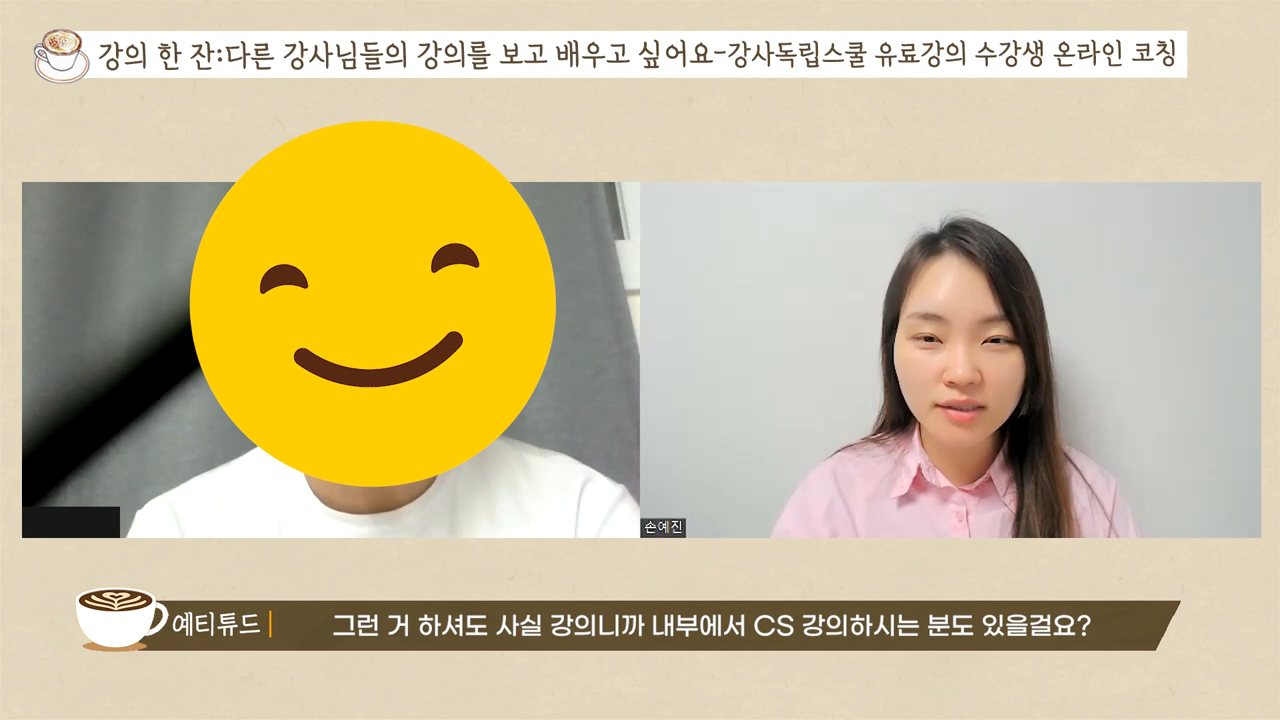 강의 한 잔:다른 강사님들의 강의를 보고 배우고 싶어요-강사독립스쿨 유료강의 수강생 온라인 코칭
손예진
예티튜드
그런 거 하셔도 사실 강의니까 내부에서 CS 강의하시는 분도 있을걸요?